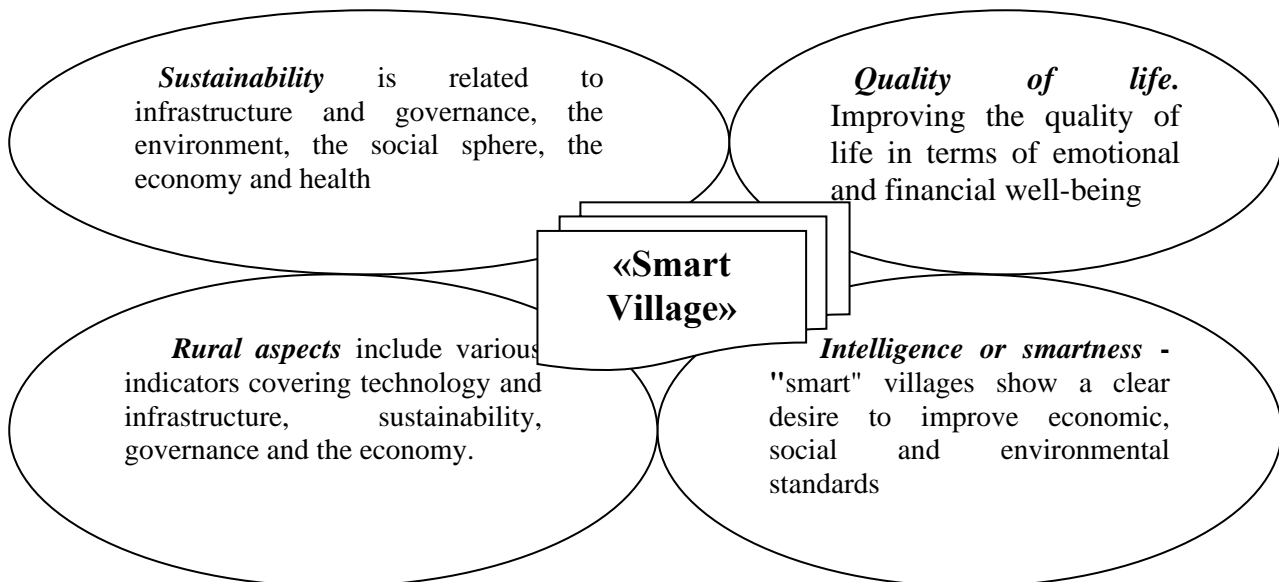 Sustainability is related to
infrastructure and governance, the
environment, the social sphere, the
economy and health
Quality of life.
Improving the quality of
life in terms of emotional
and financial well-being
«Smart
Village»
Rural aspects include various
indicators covering technology and
infrastructure, sustainability,
governance and the economy.
Intelligence or smartness -
"smart" villages show a clear
desire to improve economic,
social and environmental
standards